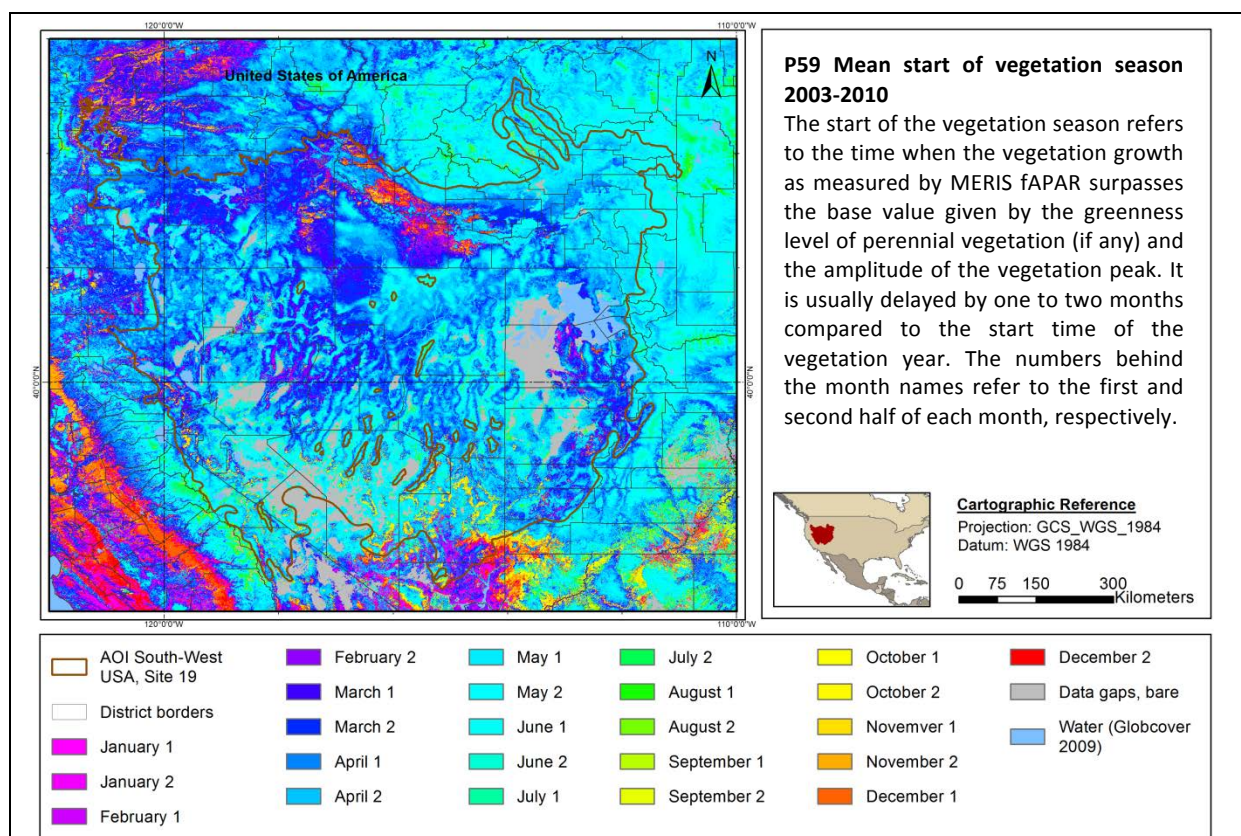 120°0'0"W
110°0'0"W
United States of America
N
40°0'0"N
40°0'0"N
120°0'0"W
110°0'0"W
P59 Mean start of vegetation season
2003-2010
The start of the vegetation season refers
to the time when the vegetation growth
as measured by MERIS fAPAR surpasses
the base value given by the greenness
level of perennial vegetation (if any) and
the amplitude of the vegetation peak. It
is usually delayed by one to two months
compared to the start time of the
vegetation year. The numbers behind
the month names refer to the first and
second half of each month, respectively.
Cartographic Reference
Projection: GCS_WGS_1984
Datum: WGS 1984
0 75 150 300
Kilometers
AOI South-West
USA, Site 19
District borders
January 1
January 2
February 1
February 2
March 1
March 2
April 1
April 2
May 1
May 2
June 1
June 2
July 1
July 2
August 1
August 2
September 1
September 2
October 1
October 2
Novemver 1
November 2
December 1
December 2
Data gaps, bare
Water (Globcover
2009)